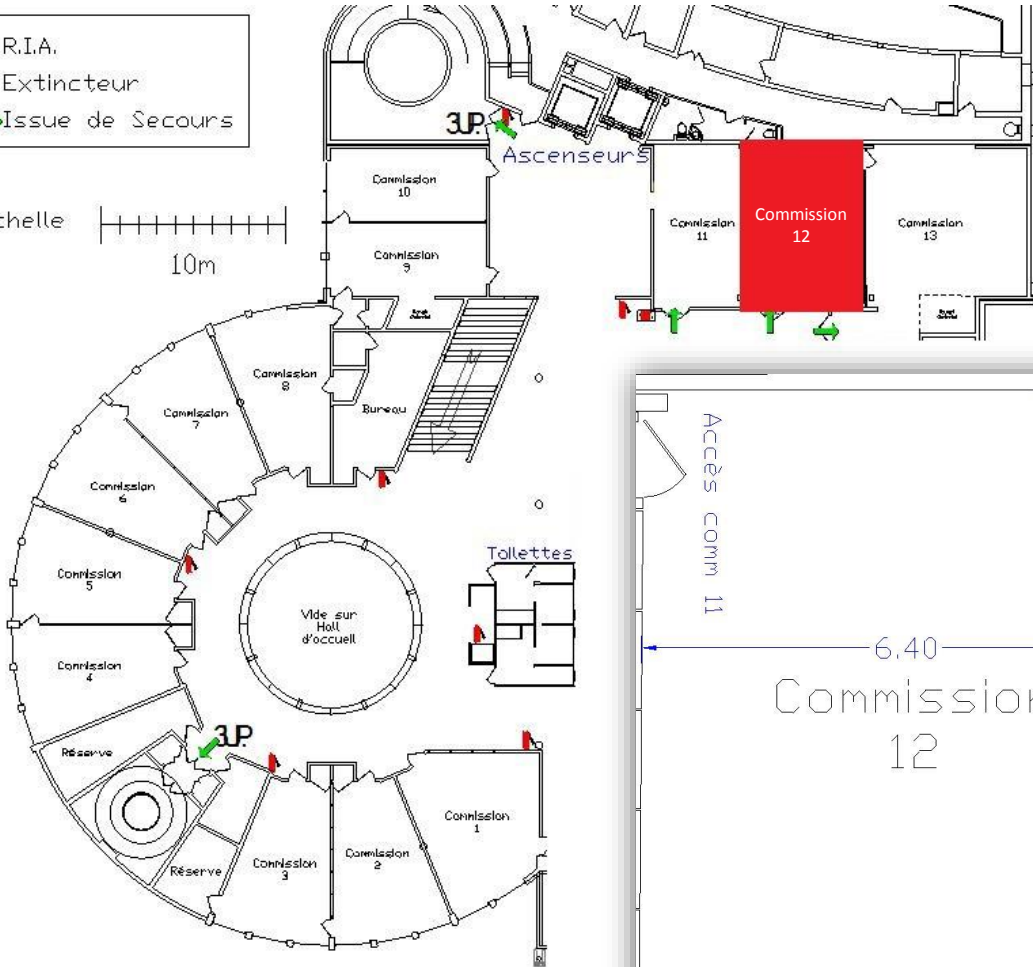 R.I.A.
Extincteur
Issue de Secours
chelle
10m
3U.P.
Ascenseurs
Commission
10
Commission
9
Commission
11
Commission
12
Commission
13
Commission
8
Commission
7
Bureau
Commission
6
Commission
5
Commission
4
Toilettes
Vide sur
Hall
d'accueil
Réserve
3U.P
Réserve
Commission
3
Commission
2
Commission
1
Accès comm 11
6.40
Commission
12